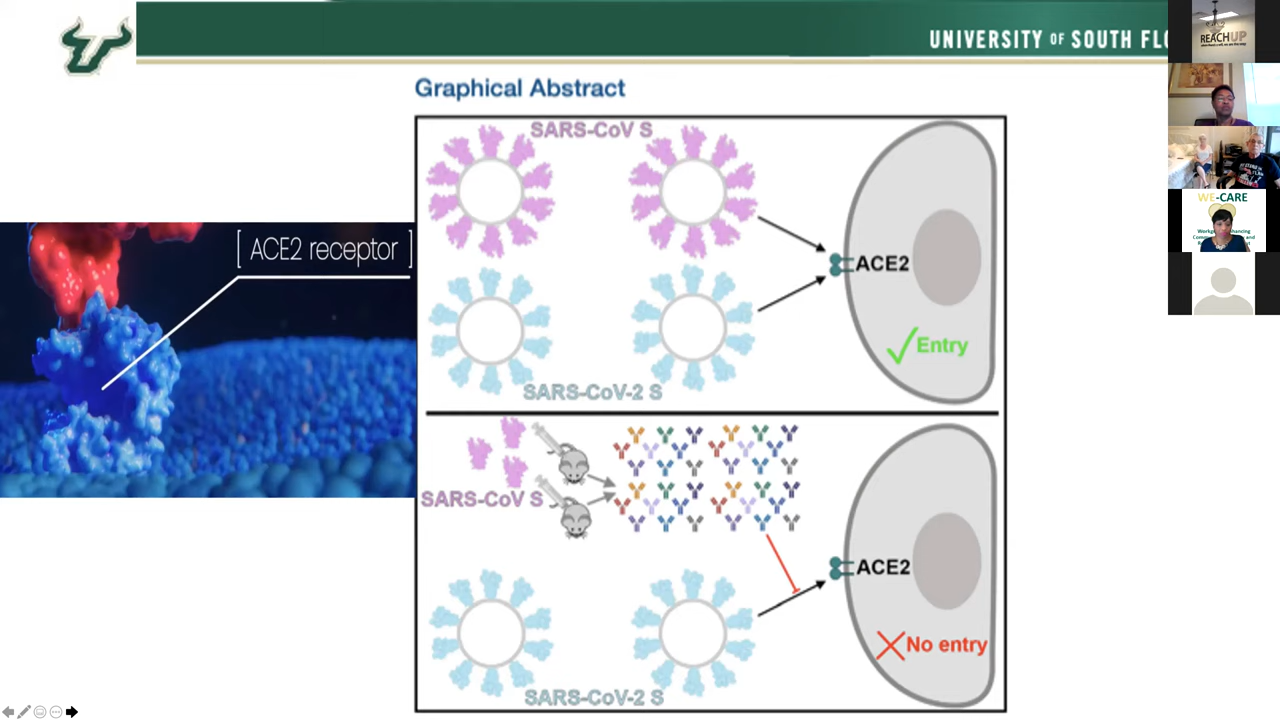 UNIVERSITY OF SOUTH FLO
Graphical Abstract
SARS-CoV S
ACE2
Entry
SARS-CoV-2 S
[ ACE2 receptor ]
SARS-CoV S
ACE2
No entry
SARS-CoV-2 S
REACHUP
WE-CARE